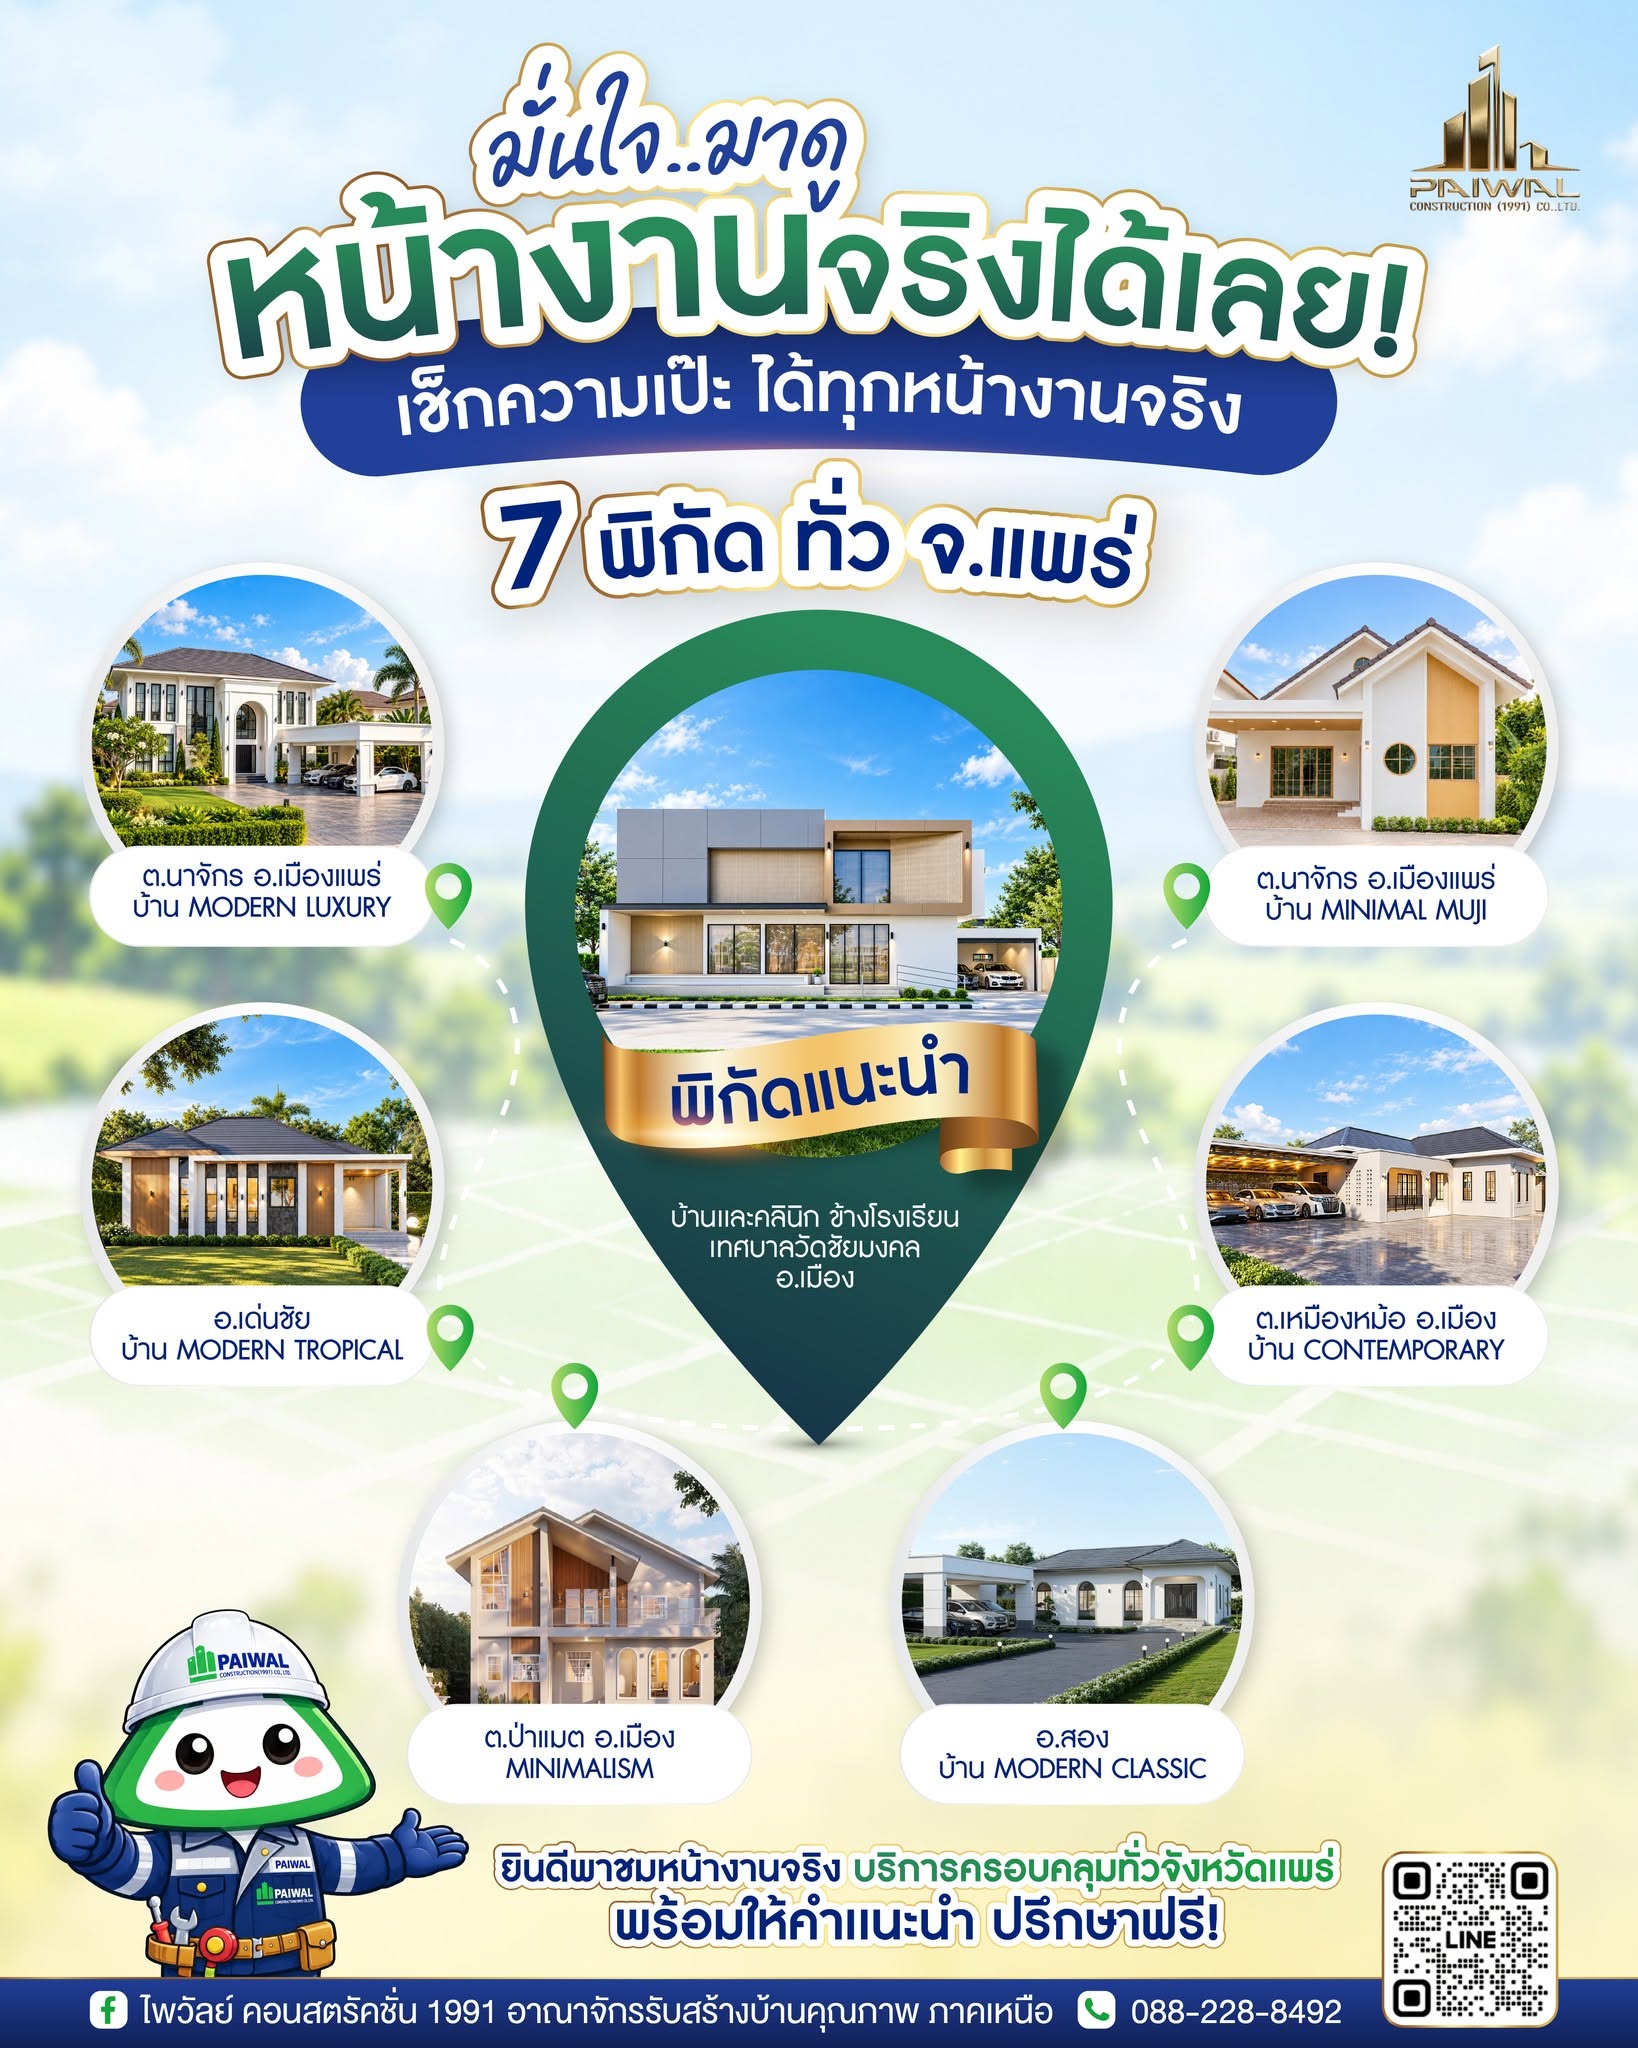 มั่นใจ..มาดู
หน้างานจริงได้เลย!
เช็กความเป๊ะ ได้ทุกหน้างานจริง
7 พิกัด ทั่ว จ.แพร่
PAIWAL
CONSTRUCTION (1991) CO.,LTD.
ต.นาจักร อ.เมืองแพร่
บ้าน MODERN LUXURY
ต.นาจักร อ.เมืองแพร่
บ้าน MINIMAL MUJI
พิกัดแนะนำ
บ้านและคลินิก ข้างโรงเรียน
เทศบาลวัดชัยมงคล
อ.เมือง
อ.เด่นชัย
บ้าน MODERN TROPICAL
ต.เหมืองหม้อ อ.เมือง
บ้าน CONTEMPORARY
ต.ป่าแมต อ.เมือง
MINIMALISM
อ.สอง
บ้าน MODERN CLASSIC
PAIWAL
CONSTRUCTION(1991) CO., LTD.
PAIWAL
PAIWAL
ยินดีพาชมหน้างานจริง บริการครอบคลุมทั่วจังหวัดแพร่
พร้อมให้คำแนะนำ ปรึกษาฟรี!
LINE
ไพวัลย์ คอนสตรัคชั่น 1991 อาณาจักรรับสร้างบ้านคุณภาพ ภาคเหนือ 088-228-8492